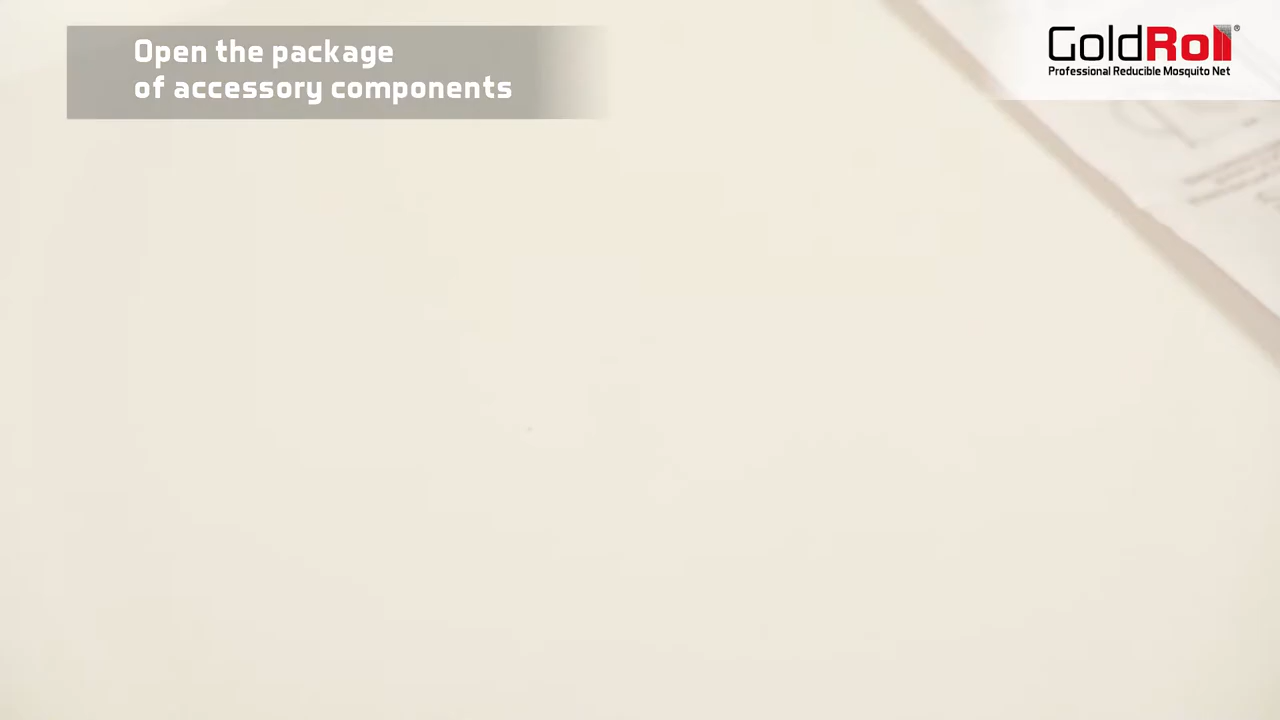 Open the package
of accessory components
GoldRoll®
Professional Reducible Mosquito Net